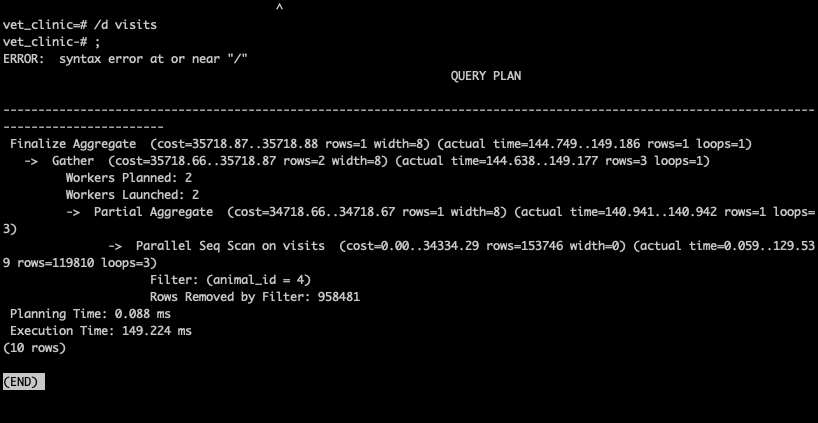 ^
vet_clinic=# /d visits
vet_clinic-# ;
ERROR:  syntax error at or near "/"
QUERY PLAN
--------------------------------------------------------------------------------------------------------------------
-----------------------
Finalize Aggregate  (cost=35718.87..35718.88 rows=1 width=8) (actual time=144.749..149.186 rows=1 loops=1)
->  Gather  (cost=35718.66..35718.87 rows=2 width=8) (actual time=144.638..149.177 rows=3 loops=1)
Workers Planned: 2
Workers Launched: 2
->  Partial Aggregate  (cost=34718.66..34718.67 rows=1 width=8) (actual time=140.941..140.942 rows=1 loops=
3)
->  Parallel Seq Scan on visits  (cost=0.00..34334.29 rows=153746 width=0) (actual time=0.059..129.53
9 rows=119810 loops=3)
Filter: (animal_id = 4)
Rows Removed by Filter: 958481
Planning Time: 0.088 ms
Execution Time: 149.224 ms
(10 rows)
(END)